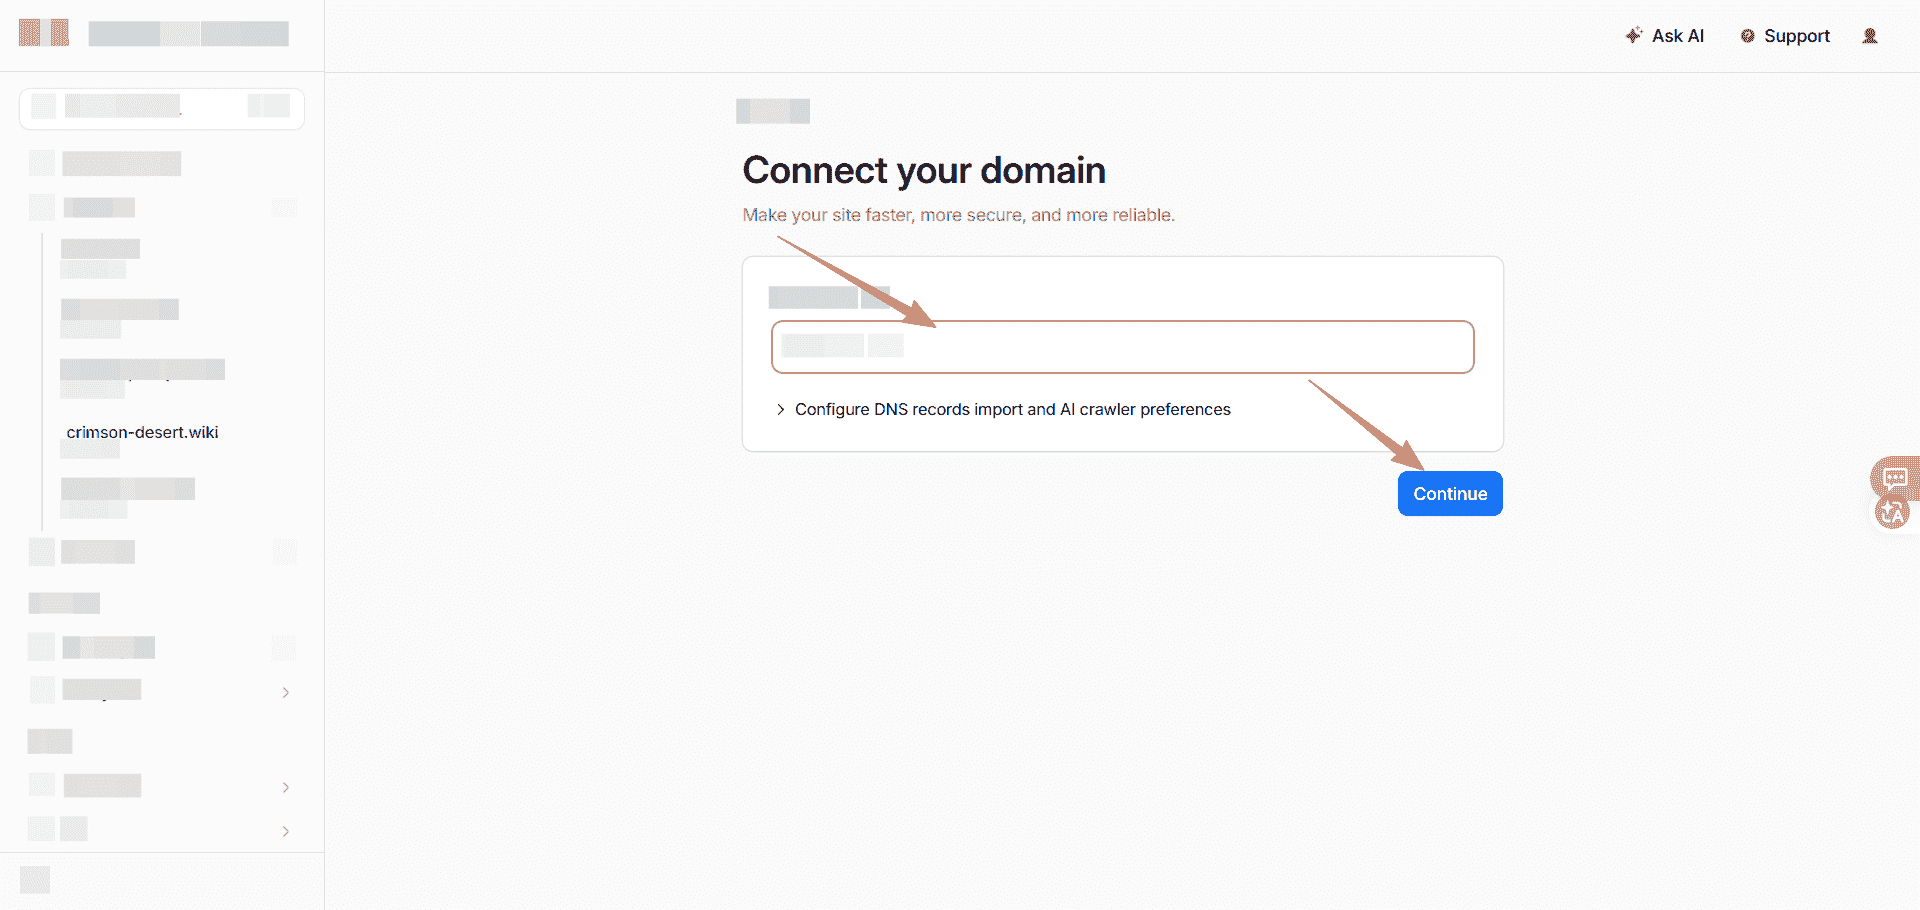 Ask AI
Support
Connect your domain
Make your site faster, more secure, and more reliable.
Configure DNS records import and AI crawler preferences
crimson-desert.wiki
Continue